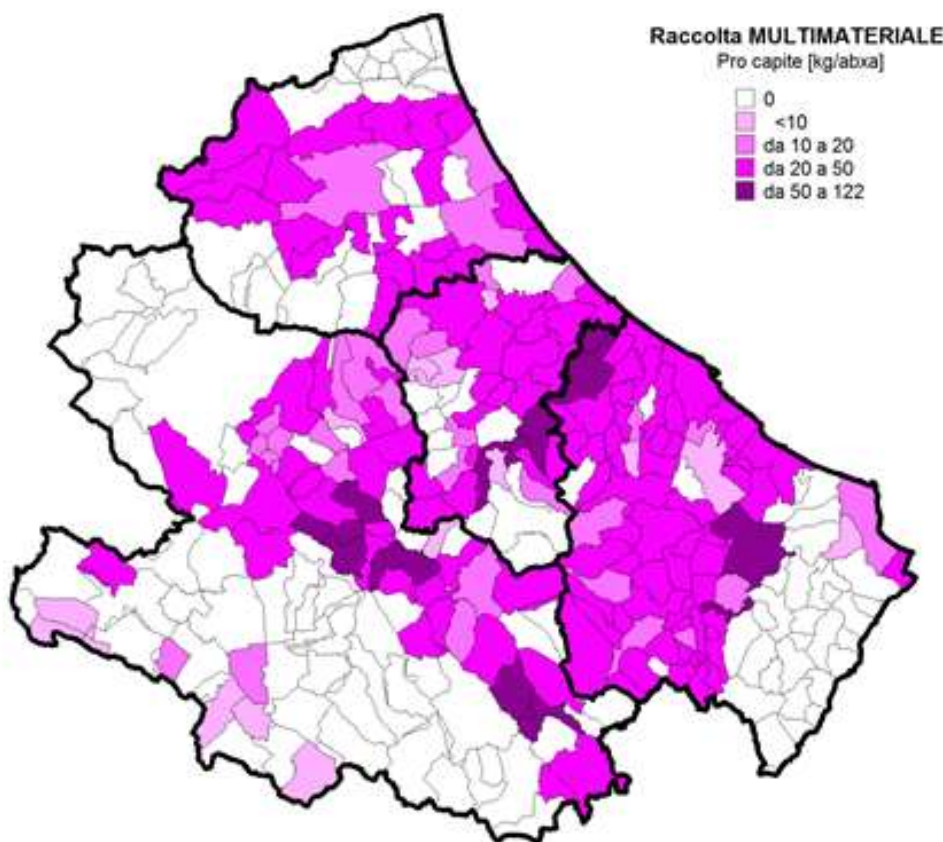 Raccolta MULTIMATERIALE
Pro capite [kg/abxa]
0
<10
da 10 a 20
da 20 a 50
da 50 a 122